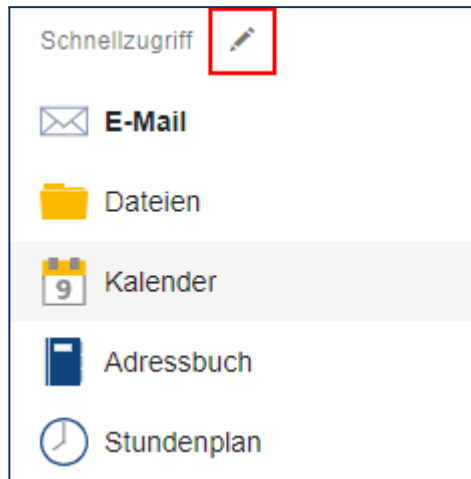 Schnellzugriff
E-Mail
Dateien
9
Kalender
Adressbuch
Stundenplan